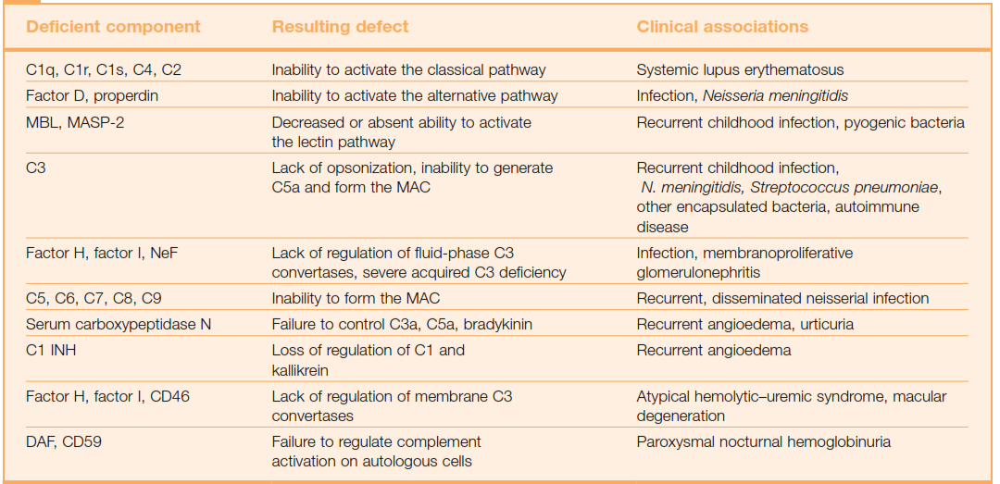 Deficient component Resulting defect Clinical associations
C1q, C1r, C1s, C4, C2 Inability to activate the classical pathway Systemic lupus erythematosus
Factor D, properdin Inability to activate the alternative pathway Infection, Neisseria meningitidis
MBL, MASP-2 Decreased or absent ability to activate Recurrent childhood infection, pyogenic bacteria
the lectin pathway
C3 Lack of opsonization, inability to generate Recurrent childhood infection,
C5a and form the MAC N. meningitidis, Streptococcus pneumoniae,
other encapsulated bacteria, autoimmune
disease
Factor H, factor I, NeF Lack of regulation of fluid-phase C3 Infection, membranoproliferative
convertases, severe acquired C3 deficiency glomerulonephritis
C5, C6, C7, C8, C9 Inability to form the MAC Recurrent, disseminated neisserial infection
Serum carboxypeptidase N Failure to control C3a, C5a, bradykinin Recurrent angioedema, urticuria
C1 INH Loss of regulation of C1 and Recurrent angioedema
kallikrein
Factor H, factor I, CD46 Lack of regulation of membrane C3 Atypical hemolytic–uremic syndrome, macular
convertases degeneration
DAF, CD59 Failure to regulate complement Paroxysmal nocturnal hemoglobinuria
activation on autologous cells